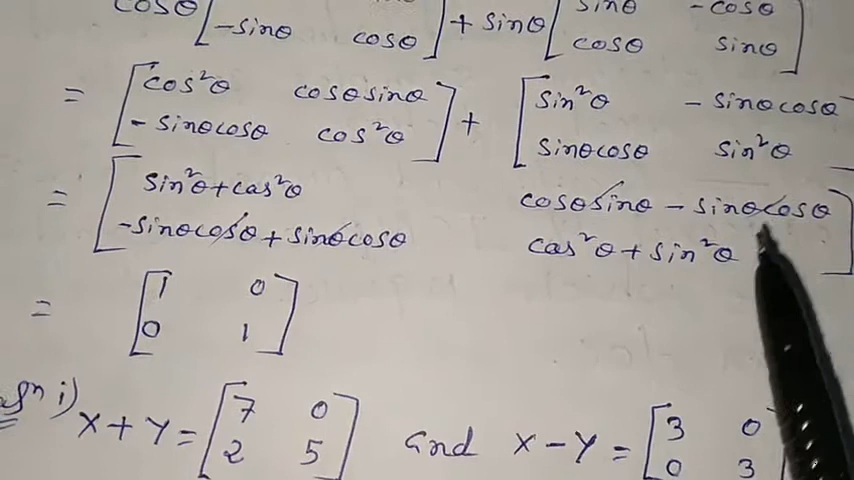 cosθ [ -sinθ cosθ ] + sinθ [ sinθ -cosθ
cosθ sinθ ]
= [ cos²θ cosθsinθ
-sinθcosθ cos²θ ] + [ sin²θ -sinθcosθ
sinθcosθ sin²θ
= [ sin²θ+cos²θ cosθsinθ - sinθcosθ
-sinθcosθ + sinθcosθ cos²θ + sin²θ ]
= [ 1 0
0 1 ]
i) X+Y = [ 7 0
2 5 ] and X-Y = [ 3 0
0 3